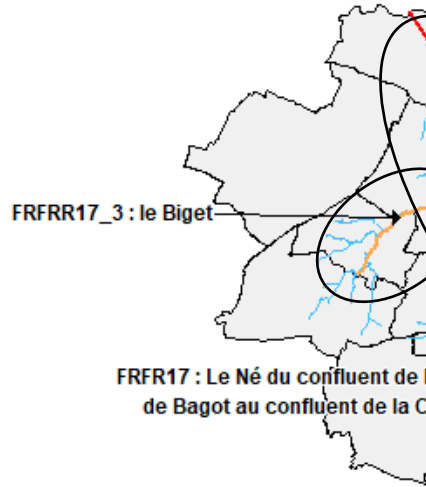 FRFRR17_3 : le Biget
FRFR17 : Le Né du confluent de
de Bagot au confluent de la